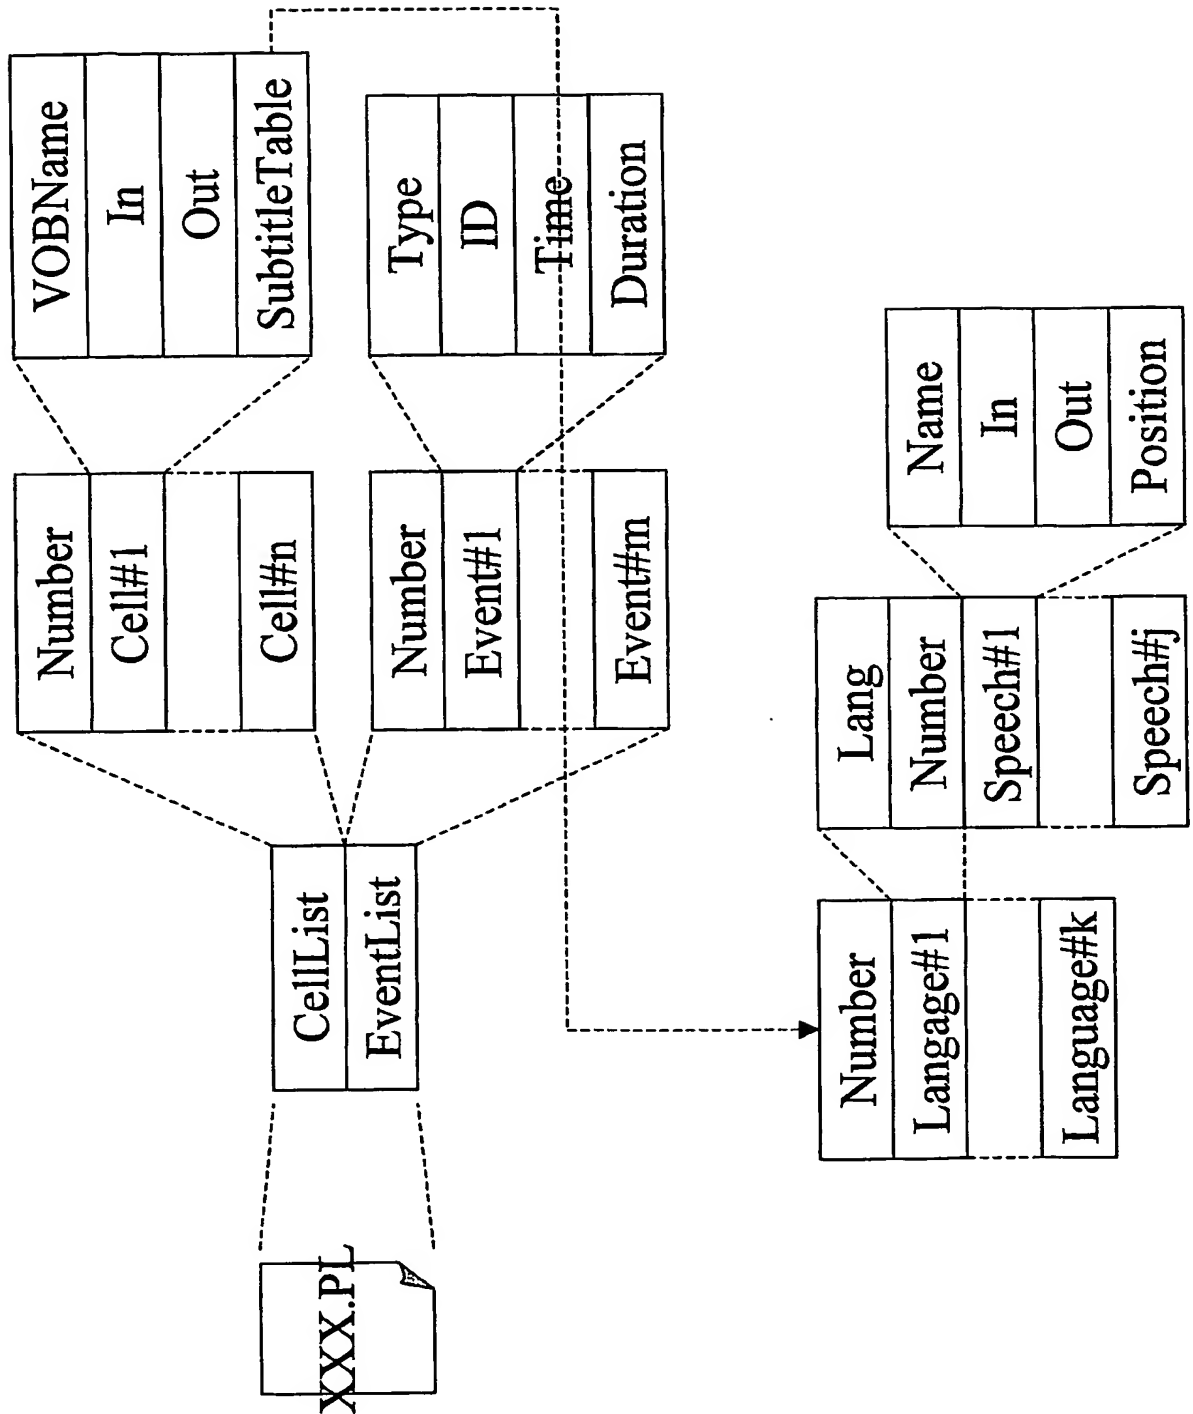 XXX.PL
CellList
EventList
Number
Cell#1
Cell#n
Number
Event#1
Event#m
VOBName
In
Out
SubtitleTable
Type
ID
Time
Duration
Number
Langage#1
Language#k
Lang
Number
Speech#1
Speech#j
Name
In
Out
Position